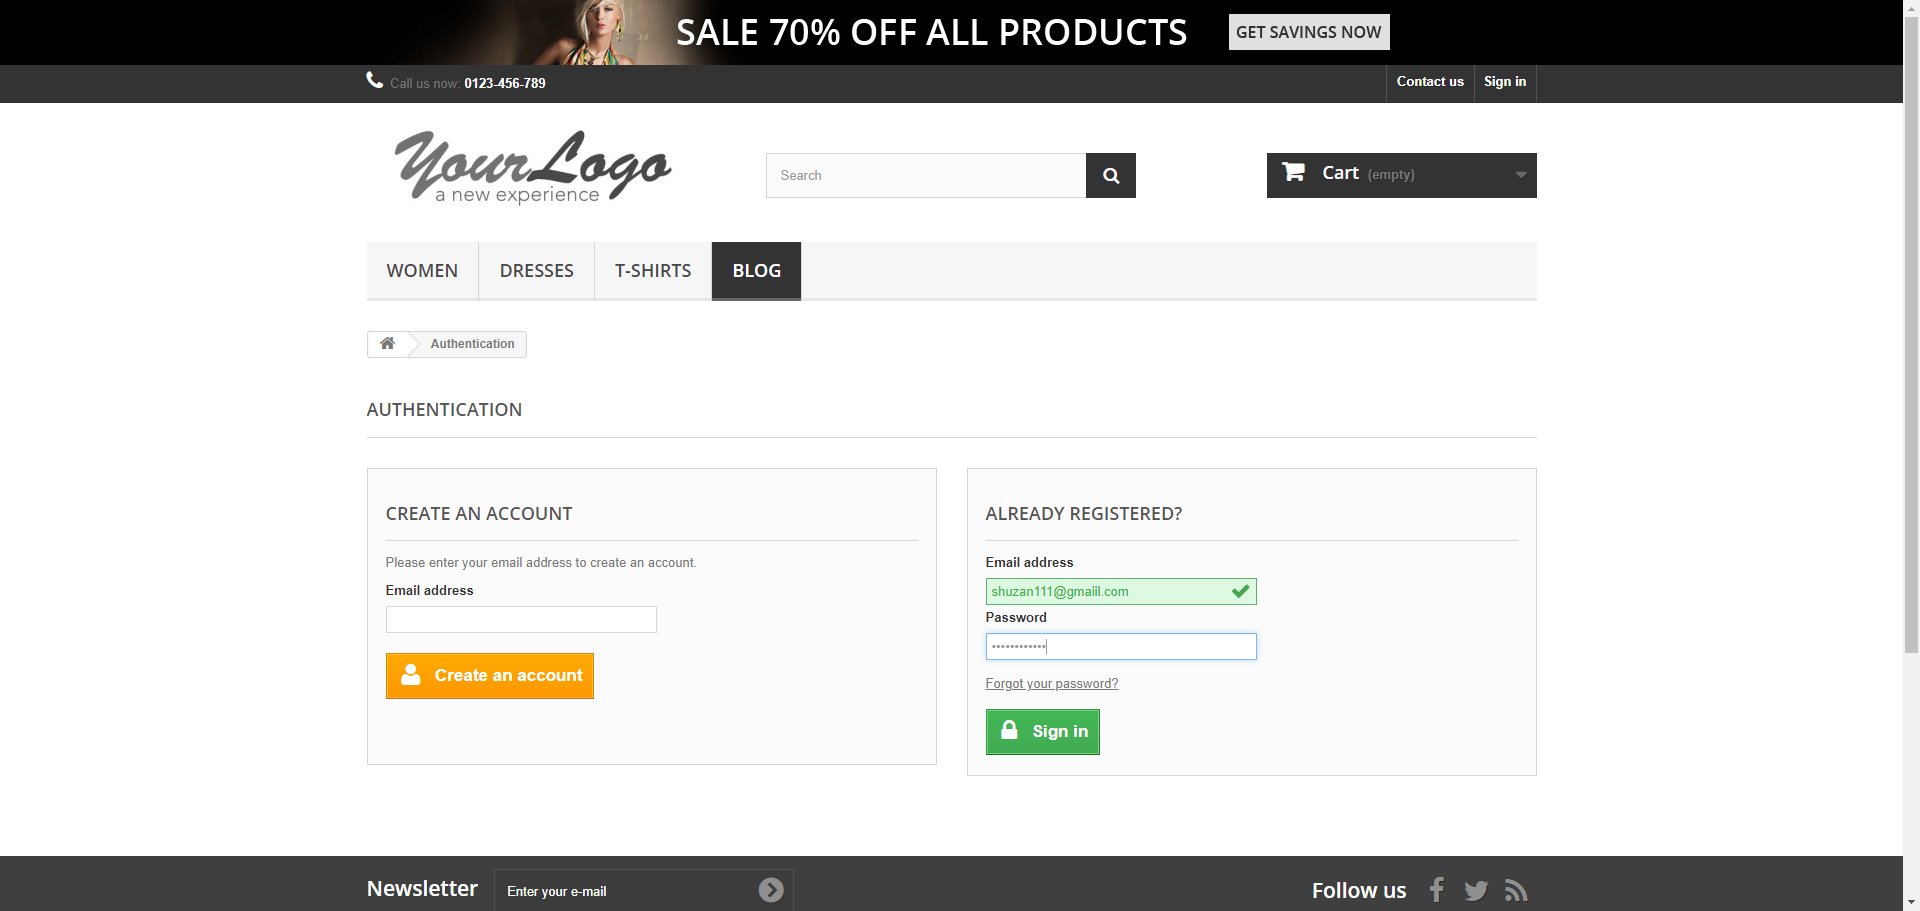 SALE 70% OFF ALL PRODUCTS GET SAVINGS NOW
Call us now: 0123-456-789 Contact us Sign in
YourLogo
a new experience
Search
Cart (empty)
WOMEN DRESSES T-SHIRTS BLOG
Authentication
AUTHENTICATION
CREATE AN ACCOUNT
Please enter your email address to create an account.
Email address
Create an account
ALREADY REGISTERED?
Email address
shuzan111@gmaiil.com
Password
••••••••••••
Forgot your password?
Sign in
Newsletter Enter your e-mail Follow us